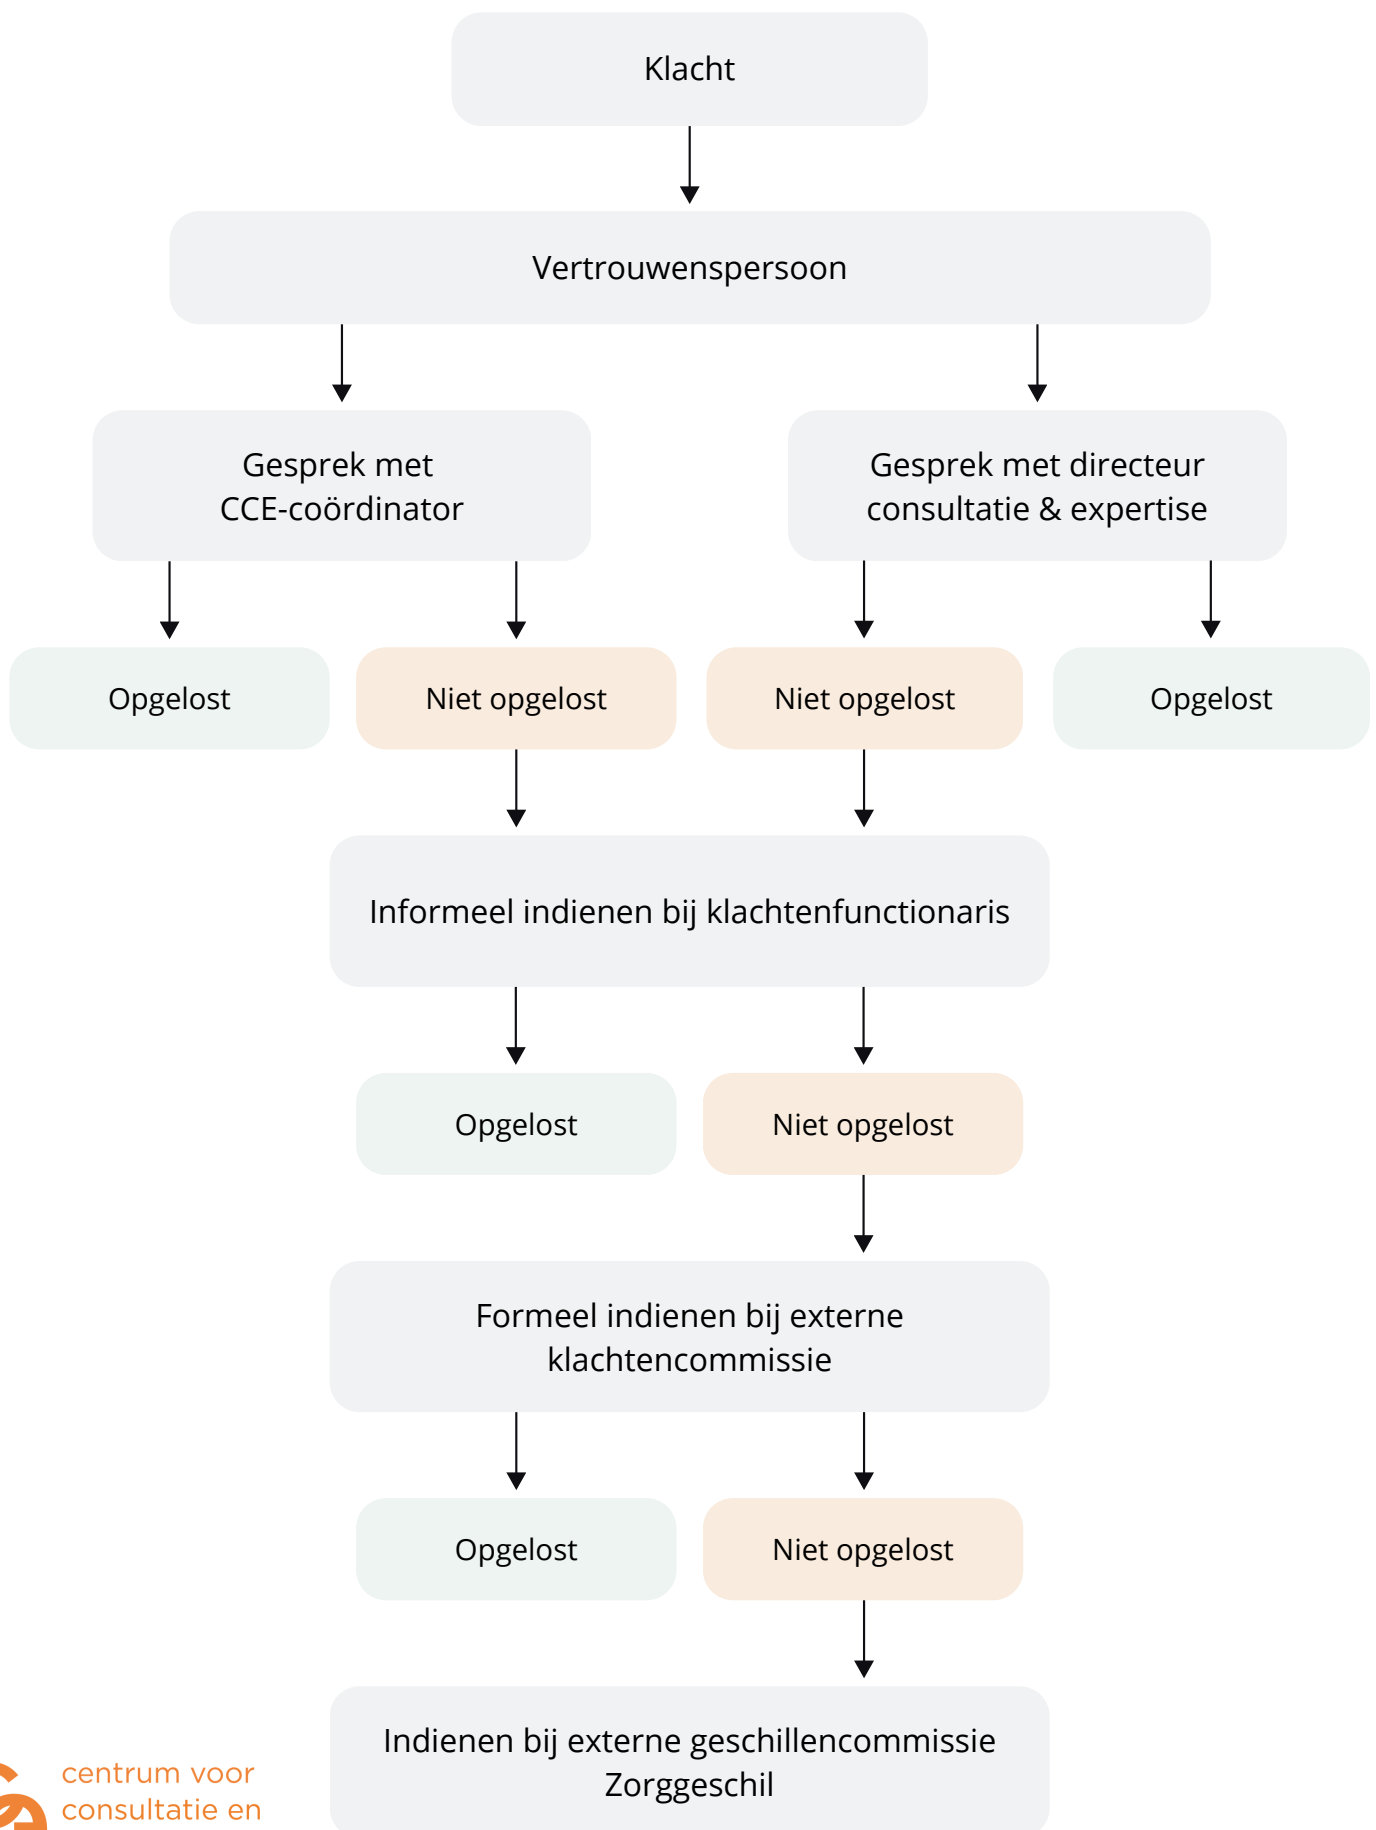 Klacht
Vertrouwenspersoon
Gesprek met
CCE-coördinator
Gesprek met directeur
consultatie & expertise
Opgelost
Niet opgelost
Niet opgelost
Opgelost
Informeel indienen bij klachtenfunctionaris
Opgelost
Niet opgelost
Formeel indienen bij externe
klachtencommissie
Opgelost
Niet opgelost
Indienen bij externe geschillencommissie
Zorggeschil
centrum voor
consultatie en